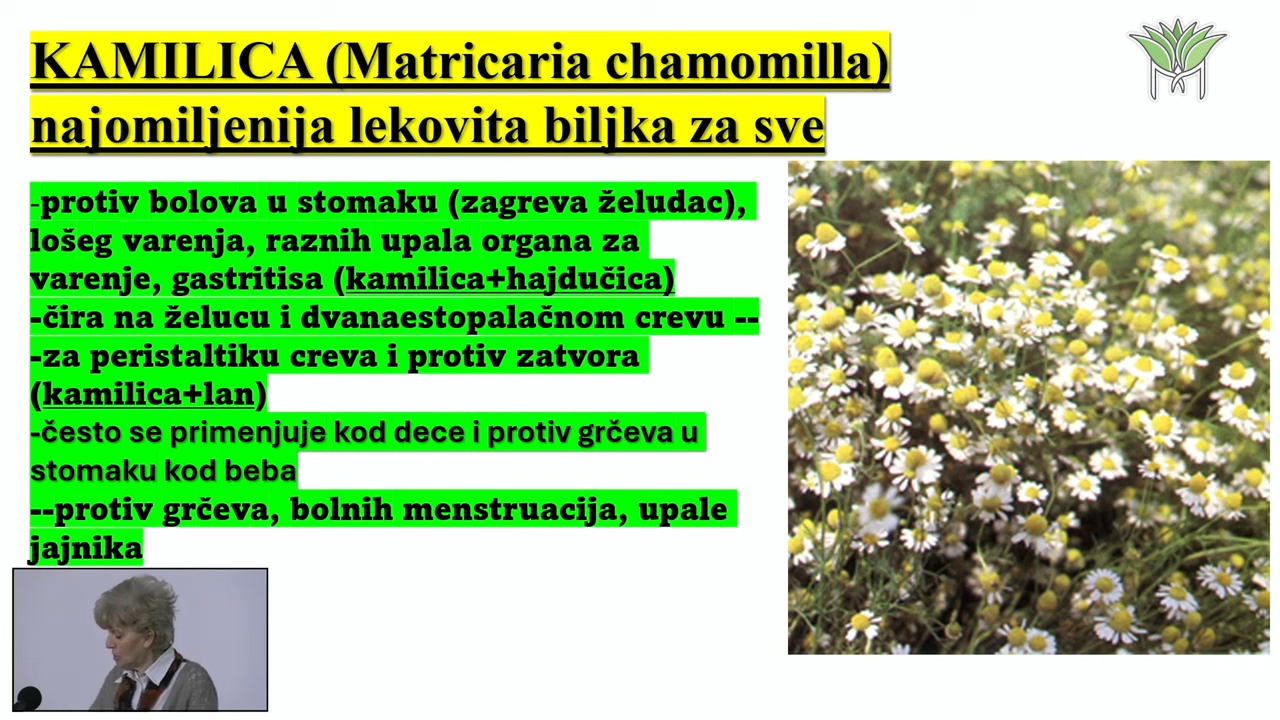 KAMILICA (Matricaria chamomilla)
najomiljenija lekovita biljka za sve
-protiv bolova u stomaku (zagreva želudac),
lošeg varenja, raznih upala organa za
varenje, gastritisa (kamilica+hajdučica)
-čira na želucu i dvanaestopalačnom crevu --
-za peristaltiku creva i protiv zatvora
(kamilica+lan)
-često se primenjuje kod dece i protiv grčeva u
stomaku kod beba
--protiv grčeva, bolnih menstruacija, upale
jajnika